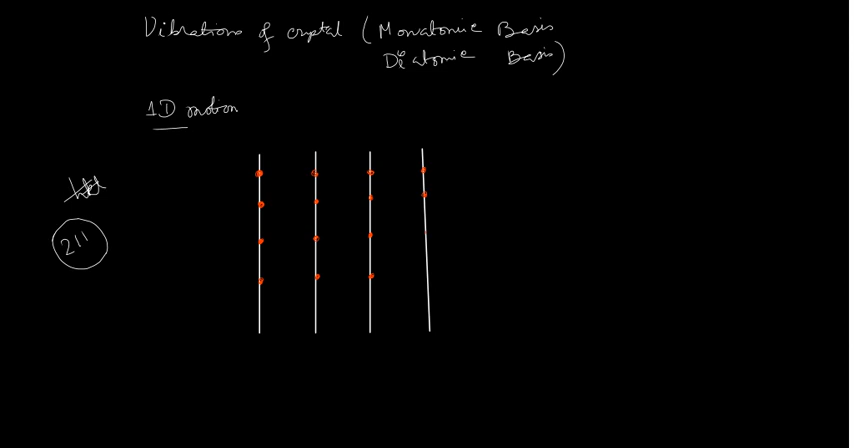 Vibrations of crystal (Monatomic Basis
Diatomic Basis)
1D motion
211